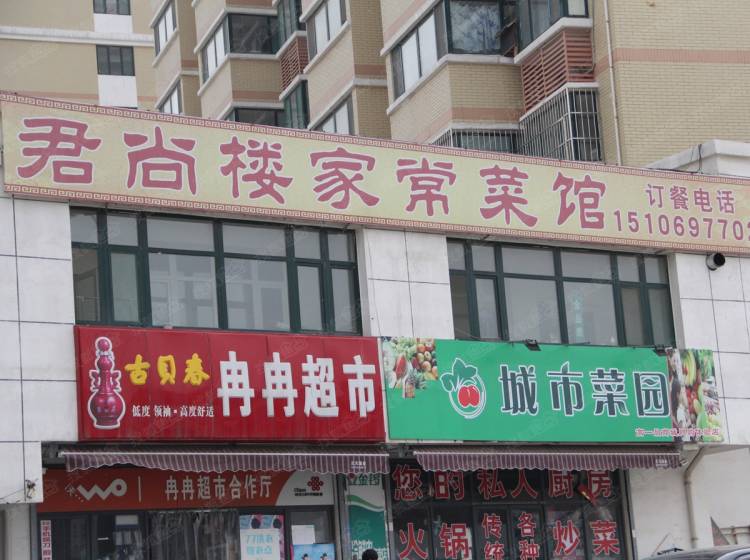 君尚楼家常菜馆
订餐电话
15106977702
古贝春
低度 领袖·高度舒适
冉冉超市
城市菜园
冉冉超市合作厅
您的私人厨房
火锅
传统
各种
炒菜